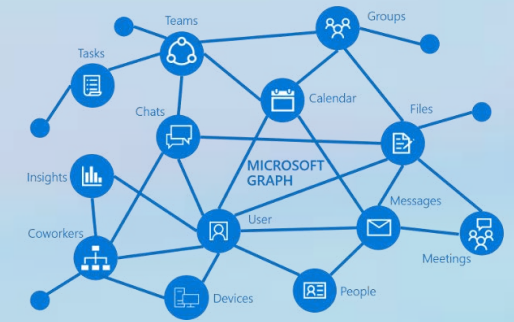 Teams
Groups
Tasks
Calendar
Chats
Files
MICROSOFT
GRAPH
Insights
Messages
User
Coworkers
Meetings
Devices
People